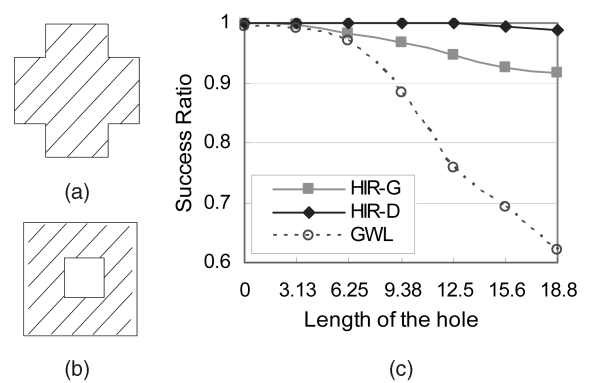 (a)
(b)
Success Ratio
1
0.9
0.8
0.7
0.6
HIR-G
HIR-D
GWL
0 3.13 6.25 9.38 12.5 15.6 18.8
Length of the hole
(c)